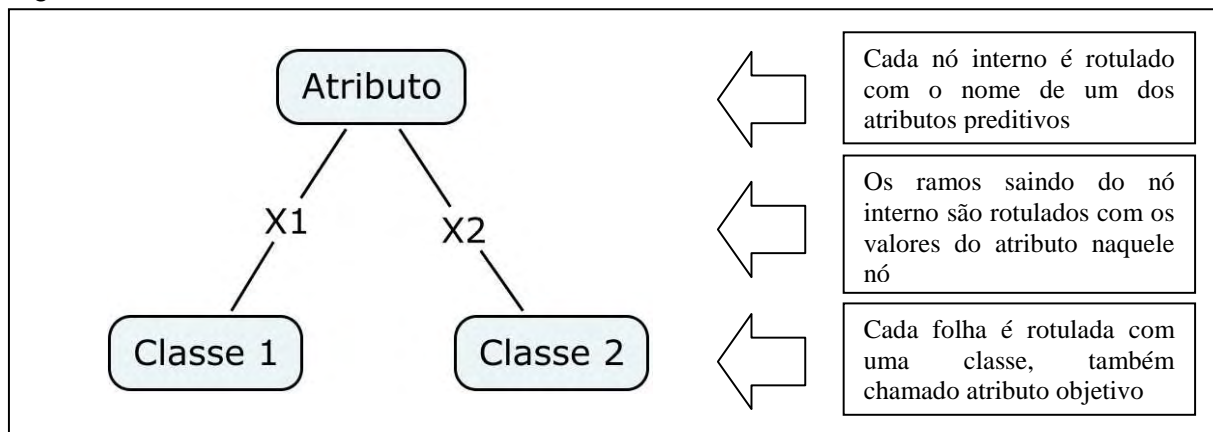 Atributo
Cada nó interno é rotulado
com o nome de um dos
atributos preditivos
X1
X2
Os ramos saindo do nó
interno são rotulados com os
valores do atributo naquele
nó
Classe 1
Classe 2
Cada folha é rotulada com
uma classe, também
chamado atributo objetivo